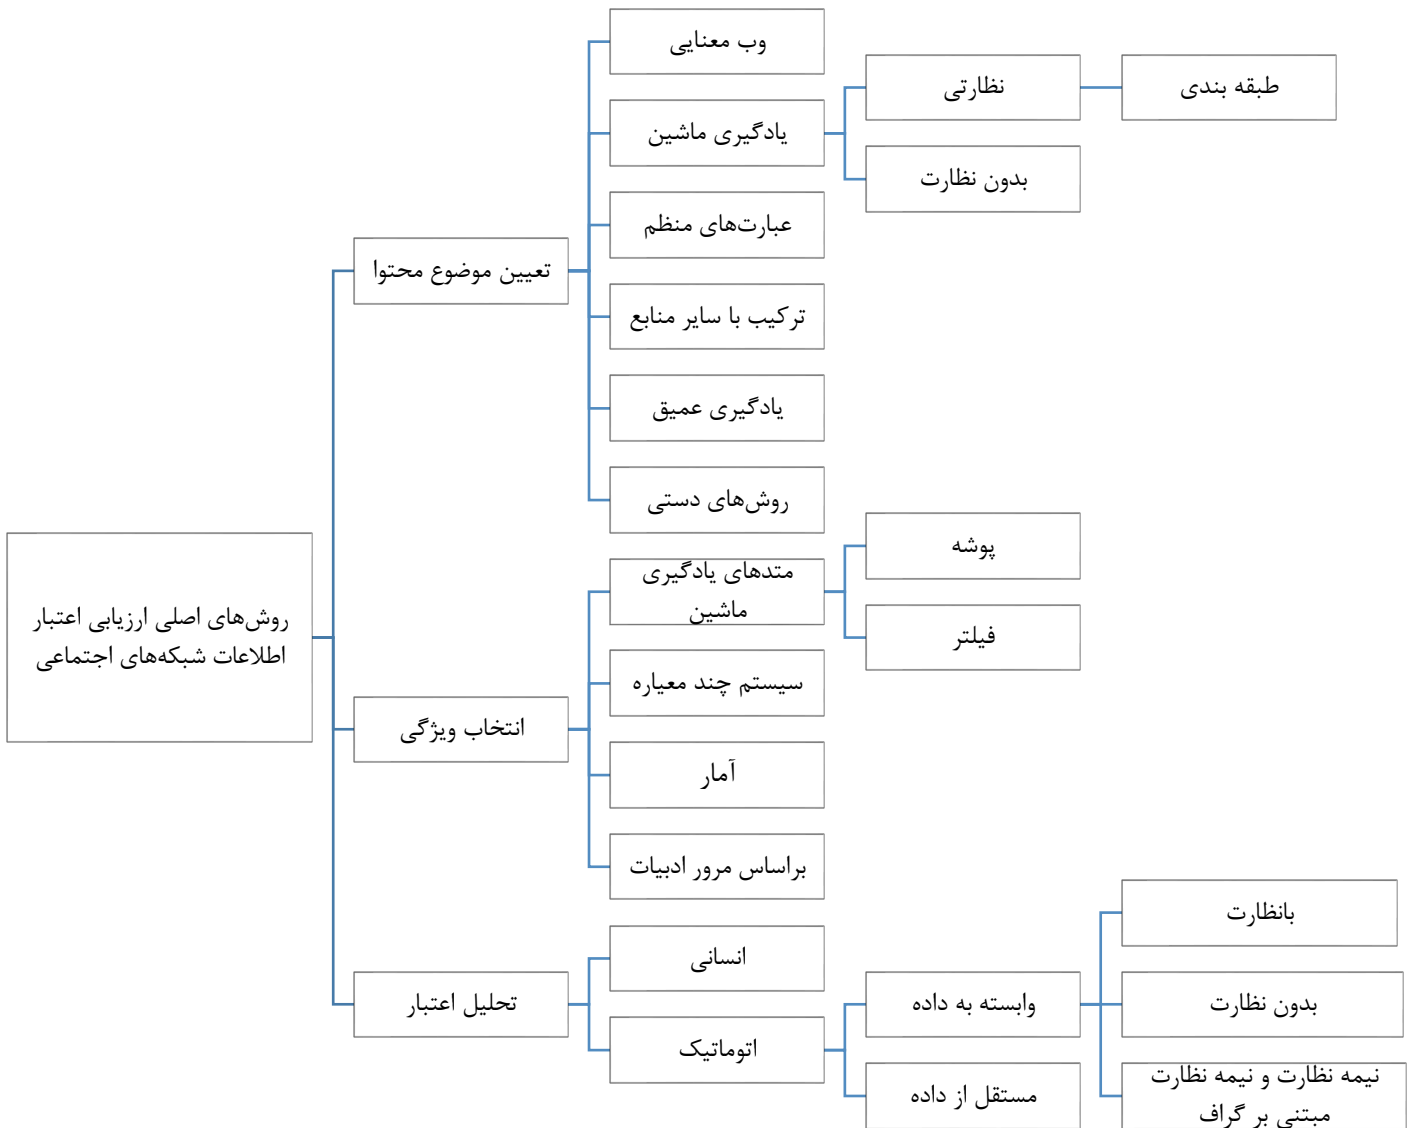 روش‌های اصلی ارزیابی اعتبار
اطلاعات شبکه‌های اجتماعی
تعیین موضوع محتوا
وب معنایی
یادگیری ماشین
نظارتی
طبقه بندی
بدون نظارت
عبارت‌های منظم
ترکیب با سایر منابع
یادگیری عمیق
روش‌های دستی
انتخاب ویژگی
متدهای یادگیری
ماشین
پوشه
فیلتر
سیستم چند معیاره
آمار
براساس مرور ادبیات
تحلیل اعتبار
انسانی
اتوماتیک
وابسته به داده
بانظارت
بدون نظارت
نیمه نظارت و نیمه نظارت
مبتنی بر گراف
مستقل از داده